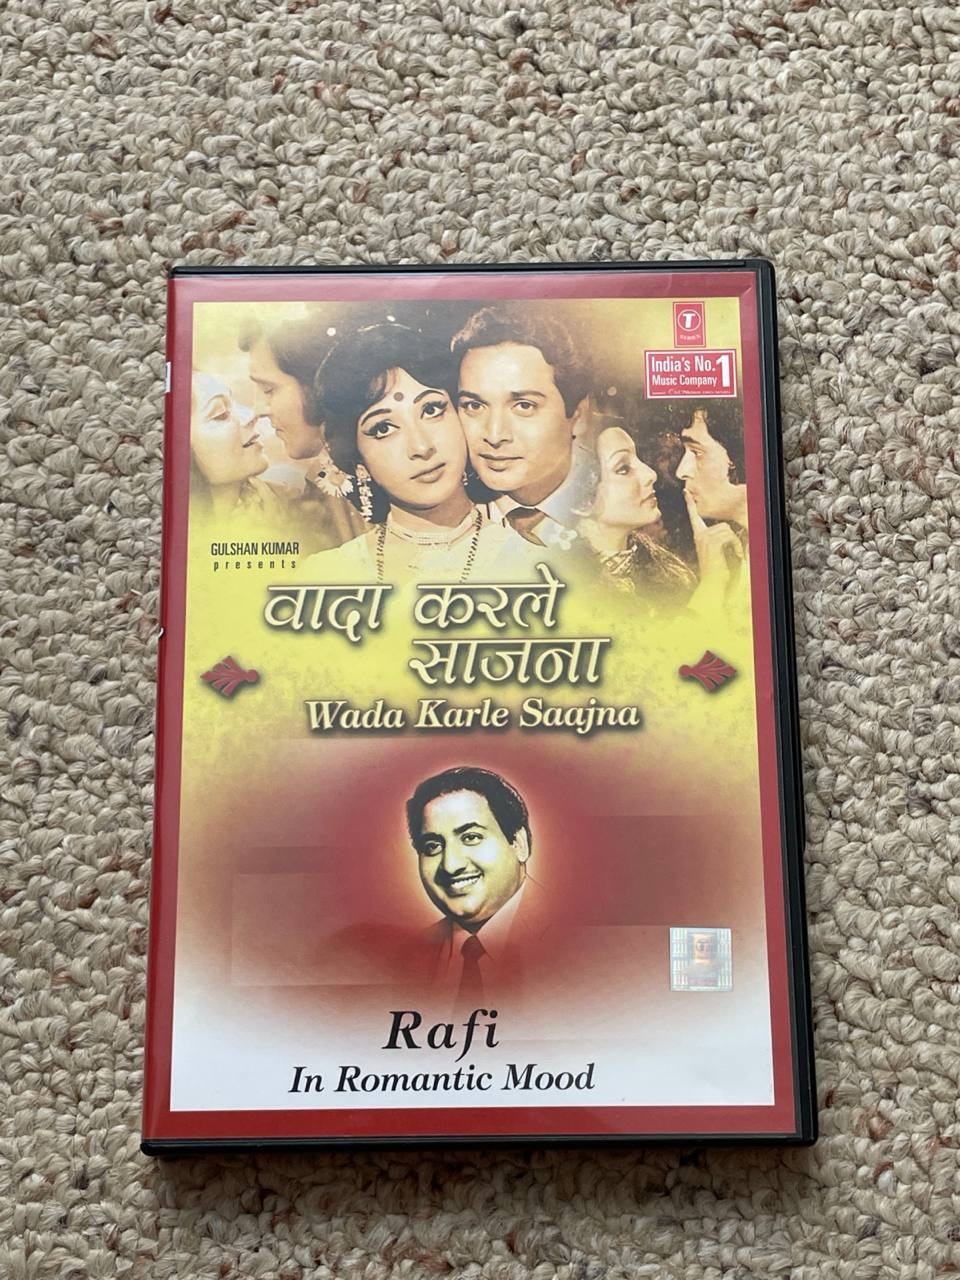 T
SERIES
India's No.1
Music Company
GULSHAN KUMAR
presents
वादा करले
साजना
Wada Karle Saajna
Rafi
In Romantic Mood